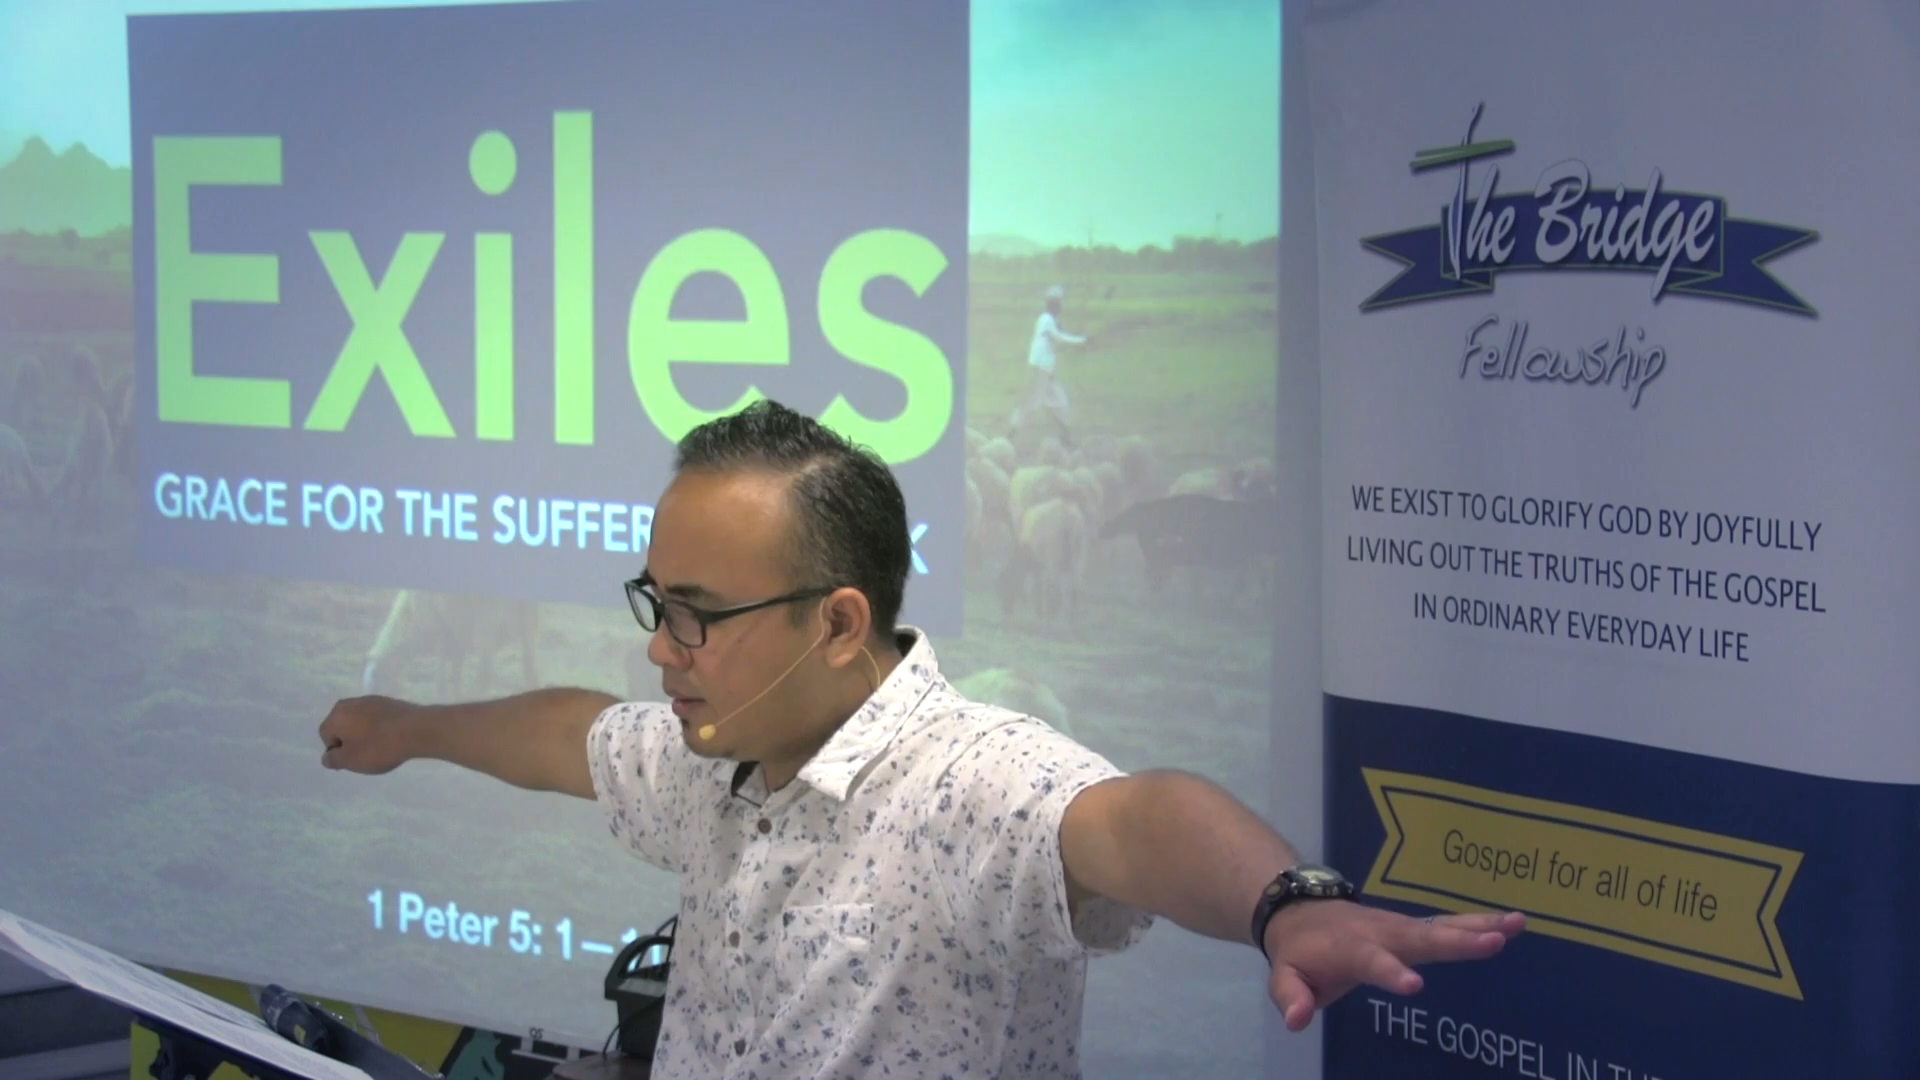 Exiles
GRACE FOR THE SUFFER
1 Peter 5: 1—
The Bridge
Fellowship
WE EXIST TO GLORIFY GOD BY JOYFULLY
LIVING OUT THE TRUTHS OF THE GOSPEL
IN ORDINARY EVERYDAY LIFE
Gospel for all of life
THE GOSPEL IN